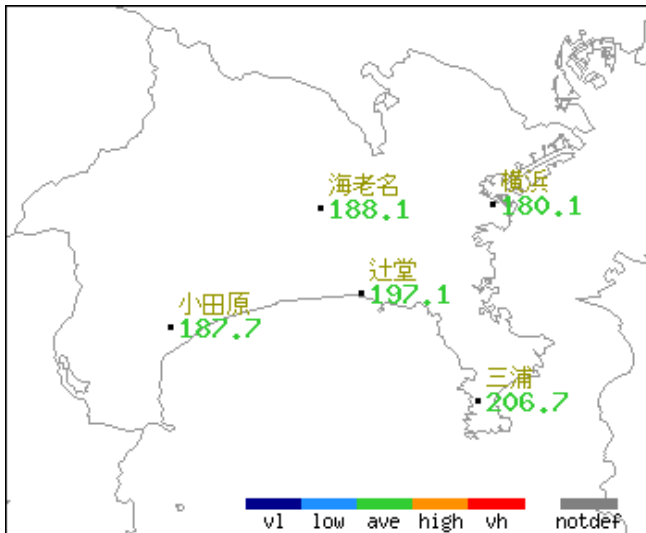 海老名
188.1
横浜
180.1
辻堂
197.1
小田原
187.7
三浦
206.7
vl low ave high vh notdef